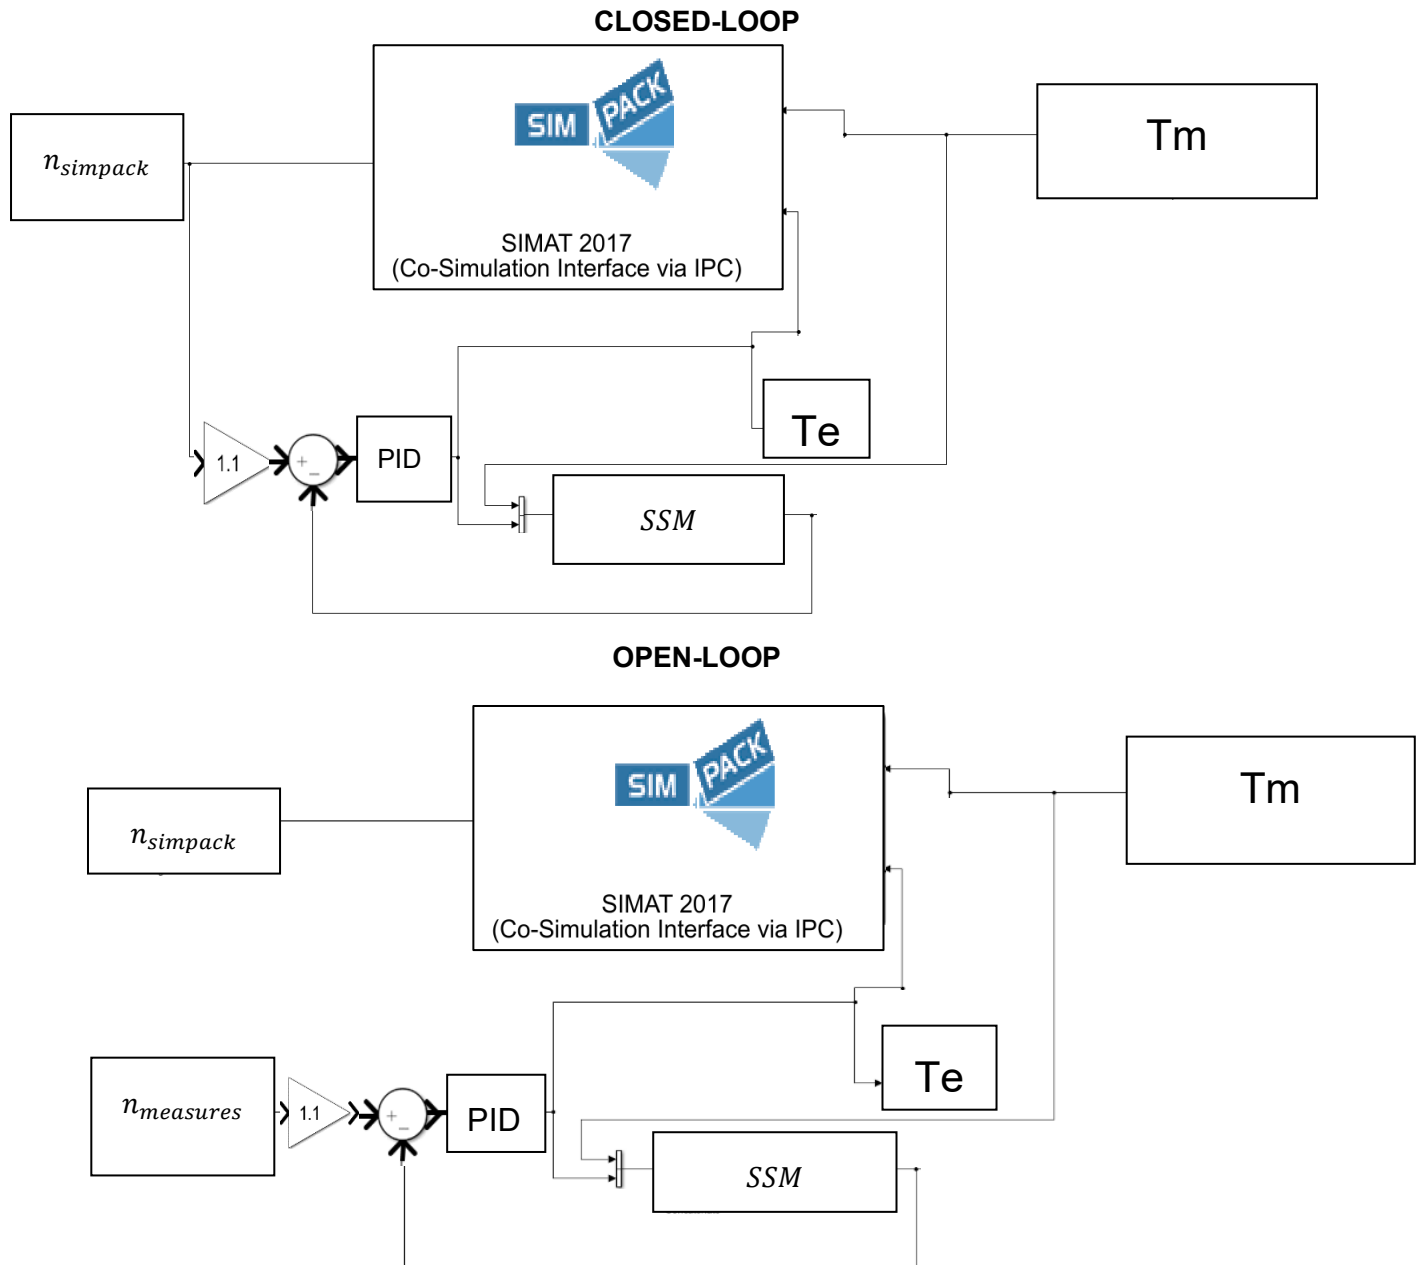 CLOSED-LOOP
SIM PACK
Tm
n_simpack
SIMAT 2017
(Co-Simulation Interface via IPC)
Te
1.1
+
−
PID
SSM
OPEN-LOOP
SIM PACK
Tm
n_simpack
SIMAT 2017
(Co-Simulation Interface via IPC)
Te
n_measures
1.1
+
−
PID
SSM